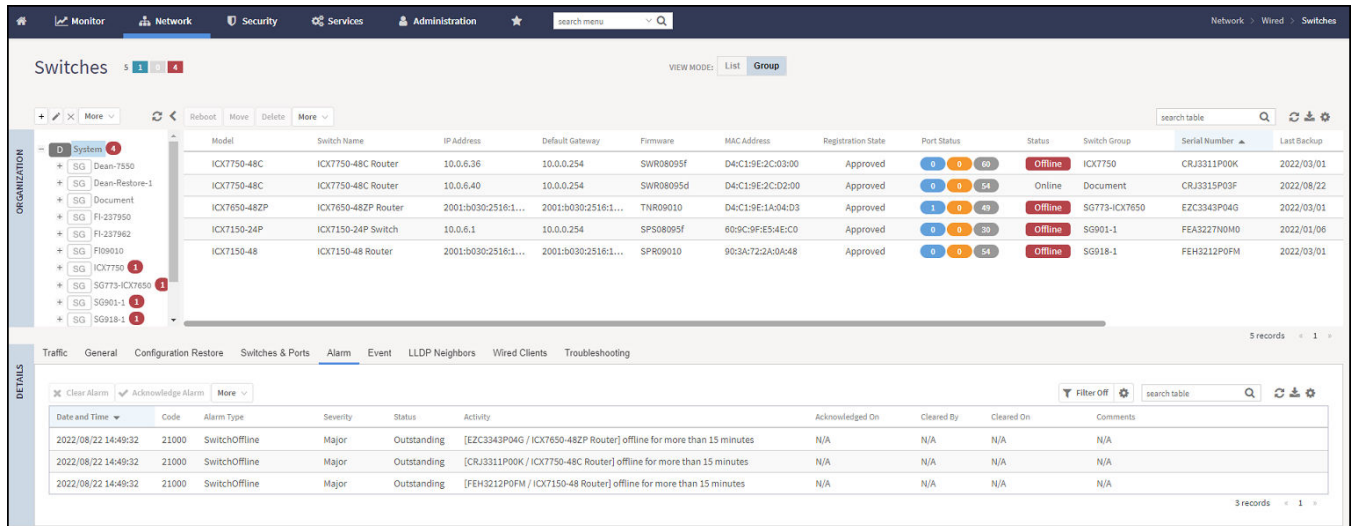 Monitor Network Security Services Administration search menu Network > Wired > Switches
Switches 5 1 0 4 VIEW MODE: List Group
+ More Reboot Move Delete More search table
ORGANIZATION
Model Switch Name IP Address Default Gateway Firmware MAC Address Registration State Port Status Status Switch Group Serial Number Last Backup
ICX7750-48C ICX7750-48C Router 10.0.6.36 10.0.0.254 SWR08095f D4:C1:9E:2C:03:00 Approved 0 0 60 Offline ICX7750 CRJ3311P00K 2022/03/01
ICX7750-48C ICX7750-48C Router 10.0.6.40 10.0.0.254 SWR08095d D4:C1:9E:2C:D2:00 Approved 0 0 54 Online Document CRJ3315P03F 2022/08/22
ICX7650-48ZP ICX7650-48ZP Router 2001:b030:2516:1... 2001:b030:2516:1... TNR09010 D4:C1:9E:1A:04:D3 Approved 1 0 49 Offline SG773-ICX7650 EZC3343P04G 2022/03/01
ICX7150-24P ICX7150-24P Switch 10.0.6.1 10.0.0.254 SPS08095f 60:9C:9F:E5:4E:C0 Approved 0 0 30 Offline SG901-1 FEA3227N0M0 2022/01/06
ICX7150-48 ICX7150-48 Router 2001:b030:2516:1... 2001:b030:2516:1... SPR09010 90:3A:72:2A:0A:48 Approved 0 0 54 Offline SG918-1 FEH3212P0FM 2022/03/01
− D System 4
+ SG Dean-7550
+ SG Dean-Restore-1
+ SG Document
+ SG FI-237950
+ SG FI-237962
+ SG FI09010
+ SG ICX7750 1
+ SG SG773-ICX7650 1
+ SG SG901-1 1
+ SG SG918-1 1
5 records « 1 »
DETAILS
Traffic General Configuration Restore Switches & Ports Alarm Event LLDP Neighbors Wired Clients Troubleshooting
Clear Alarm Acknowledge Alarm More Filter Off search table
Date and Time Code Alarm Type Severity Status Activity Acknowledged On Cleared By Cleared On Comments
2022/08/22 14:49:32 21000 SwitchOffline Major Outstanding [EZC3343P04G / ICX7650-48ZP Router] offline for more than 15 minutes N/A N/A N/A N/A
2022/08/22 14:49:32 21000 SwitchOffline Major Outstanding [CRJ3311P00K / ICX7750-48C Router] offline for more than 15 minutes N/A N/A N/A N/A
2022/08/22 14:49:32 21000 SwitchOffline Major Outstanding [FEH3212P0FM / ICX7150-48 Router] offline for more than 15 minutes N/A N/A N/A N/A
3 records « 1 »